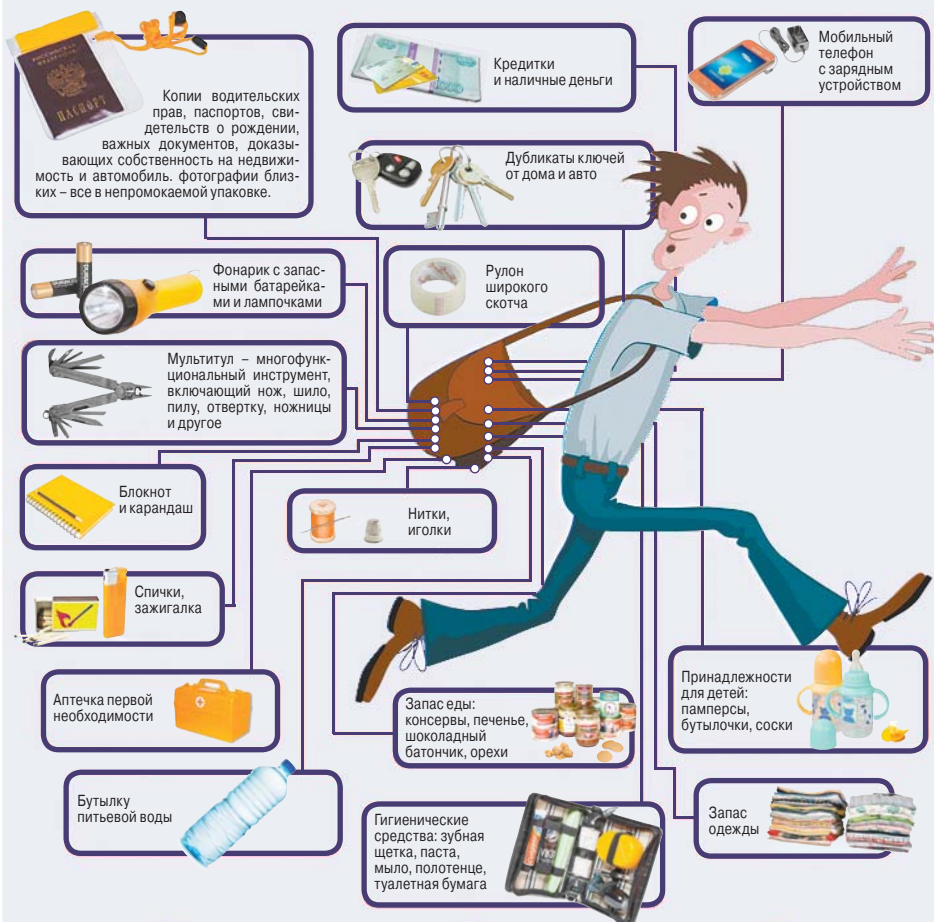 РОССИЙСКАЯ
ФЕДЕРАЦИЯ
ПАСПОРТ
Копии водительских
прав, паспортов, сви-
детельств о рождении,
важных документов, доказы-
вающих собственность на недвижи-
мость и автомобиль. фотографии близ-
ких – все в непромокаемой упаковке.
Кредитки
и наличные деньги
Мобильный
телефон
с зарядным
устройством
Дубликаты ключей
от дома и авто
Фонарик с запас-
ными батарейка-
ми и лампочками
Рулон
широкого
скотча
Мультитул – многофунк-
циональный инструмент,
включающий нож, шило,
пилу, отвертку, ножницы
и другое
Блокнот
и карандаш
Нитки,
иголки
Спички,
зажигалка
Аптечка первой
необходимости
Запас еды:
консервы, печенье,
шоколадный
батончик, орехи
Принадлежности
для детей:
памперсы,
бутылочки, соски
Бутылку
питьевой воды
Гигиенические
средства: зубная
щетка, паста,
мыло, полотенце,
туалетная бумага
Запас
одежды